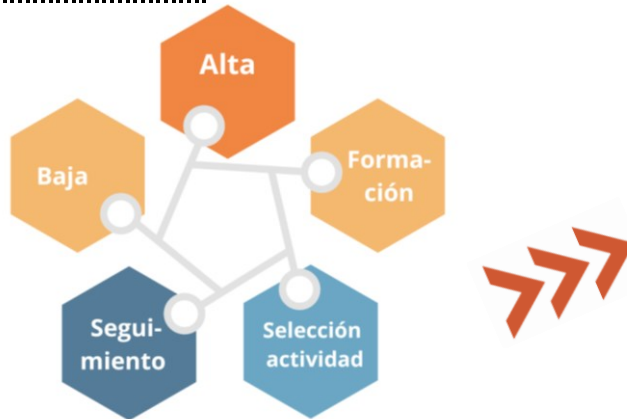 Alta
Forma-
ción
Baja
Segui-
miento
Selección
actividad